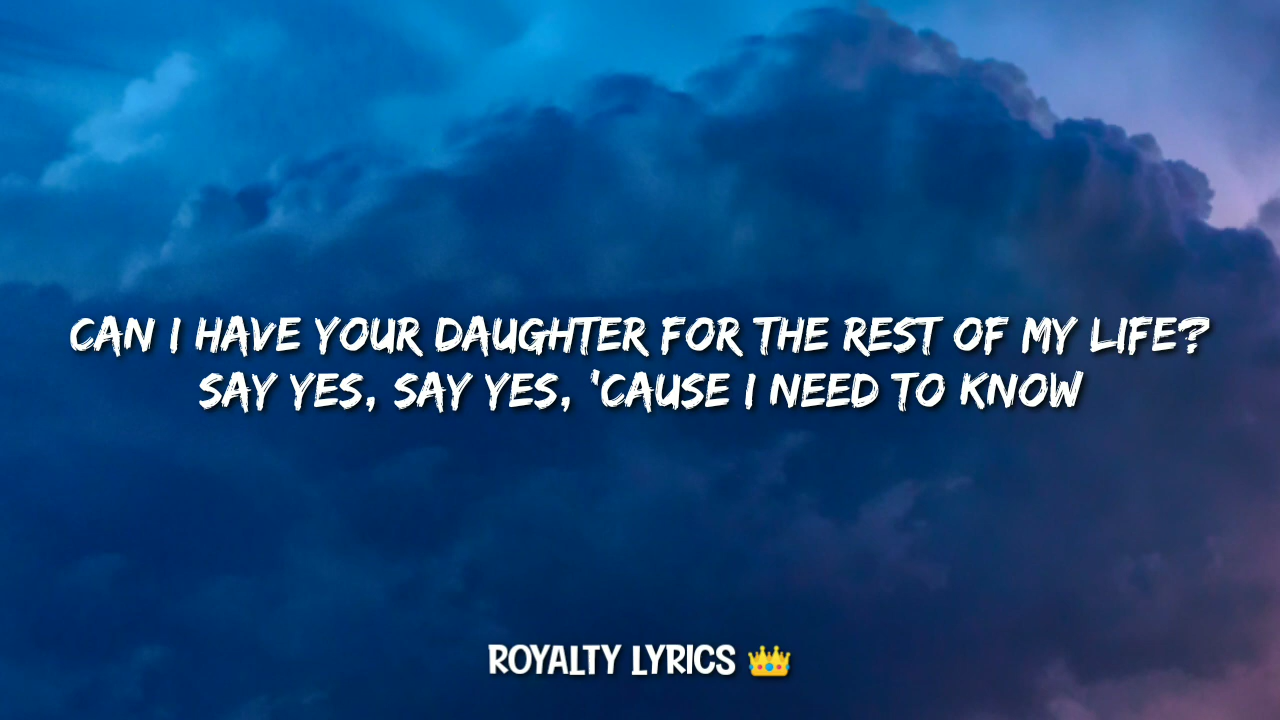 CAN I HAVE YOUR DAUGHTER FOR THE REST OF MY LIFE?
SAY YES, SAY YES, 'CAUSE I NEED TO KNOW
ROYALTY LYRICS 👑